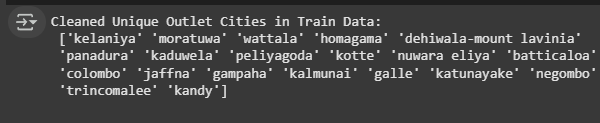 Cleaned Unique Outlet Cities in Train Data:
['kelaniya' 'moratuwa' 'wattala' 'homagama' 'dehiwala-mount lavinia'
'panadura' 'kaduwela' 'peliyagoda' 'kotte' 'nuwara eliya' 'batticaloa'
'colombo' 'jaffna' 'gampaha' 'kalmunai' 'galle' 'katunayake' 'negombo'
'trincomalee' 'kandy']